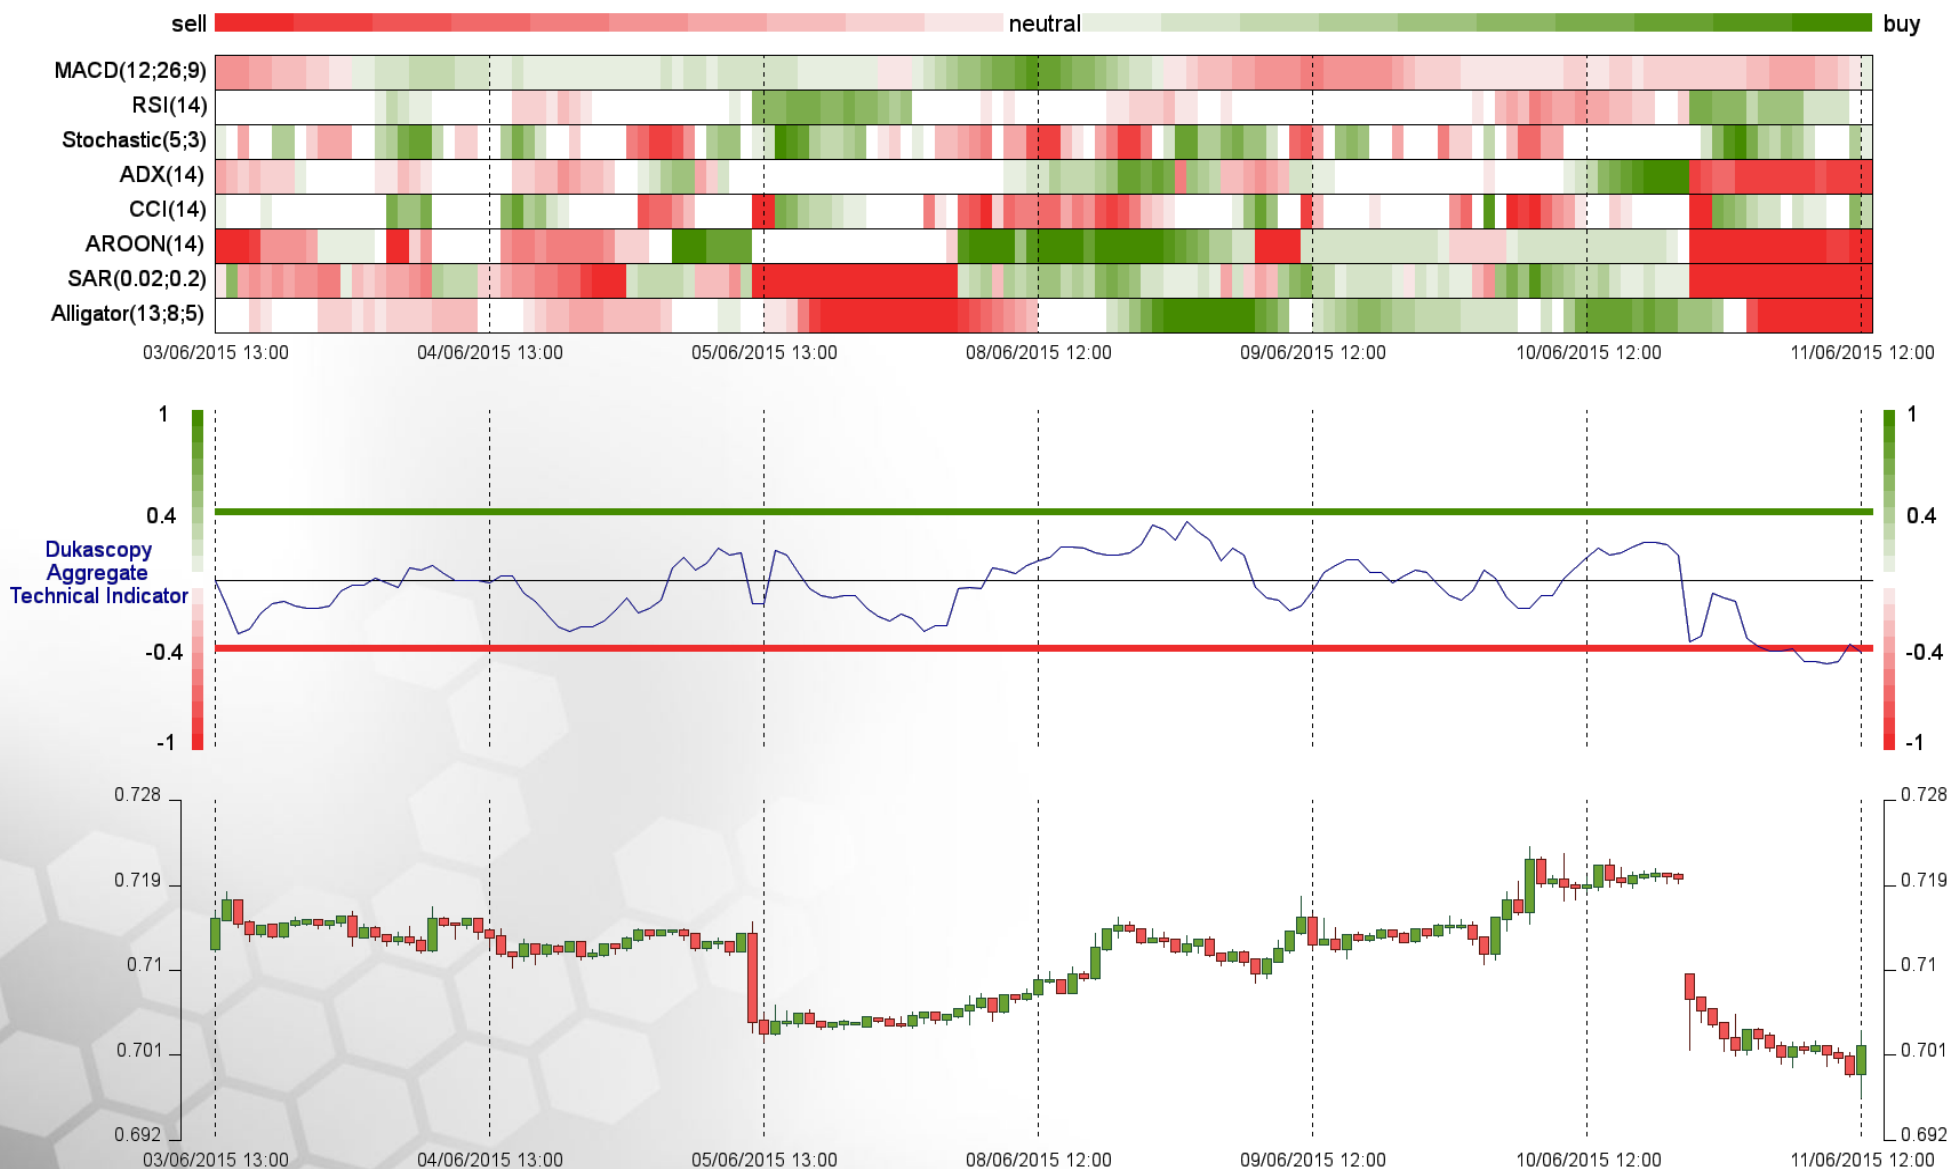 sell neutral buy
MACD(12;26;9)
RSI(14)
Stochastic(5;3)
ADX(14)
CCI(14)
AROON(14)
SAR(0.02;0.2)
Alligator(13;8;5)
03/06/2015 13:00 04/06/2015 13:00 05/06/2015 13:00 08/06/2015 12:00 09/06/2015 12:00 10/06/2015 12:00 11/06/2015 12:00
1 1
0.4 0.4
Dukascopy
Aggregate
Technical Indicator
-0.4 -0.4
-1 -1
0.728 0.728
0.719 0.719
0.71 0.71
0.701 0.701
0.692 0.692
03/06/2015 13:00 04/06/2015 13:00 05/06/2015 13:00 08/06/2015 12:00 09/06/2015 12:00 10/06/2015 12:00 11/06/2015 12:00